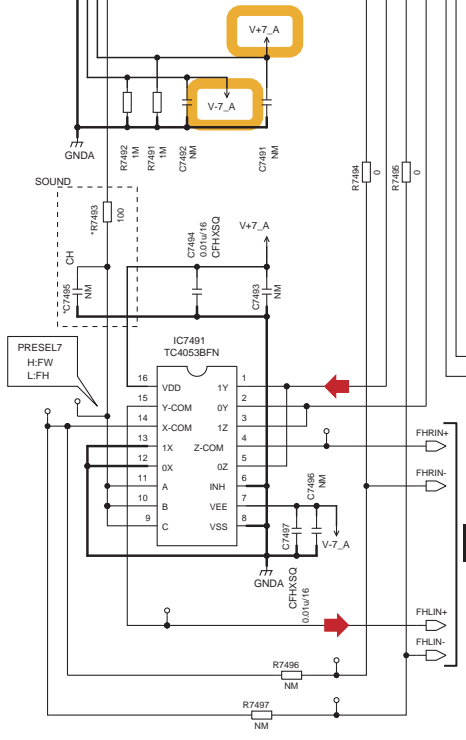 V+7_A
V-7_A
GNDA
R7492
1M
R7491
1M
C7492
NM
C7491
NM
R7494
0
R7495
0
SOUND
*R7493
100
CH
*C7495
NM
C7494
0.01u/16
CFHXSQ
V+7_A
C7493
NM
PRESEL7
H:FW
L:FH
IC7491
TC4053BFN
16 VDD 1Y 1
15 Y-COM 0Y 2
14 X-COM 1Z 3
13 1X Z-COM 4
12 0X 0Z 5
11 A INH 6
10 B VEE 7
9 C VSS 8
C7496
NM
C7497
CFHXSQ
0.01u/16
V-7_A
GNDA
FHRIN+
FHRIN-
FHLIN+
FHLIN-
R7496
NM
R7497
NM